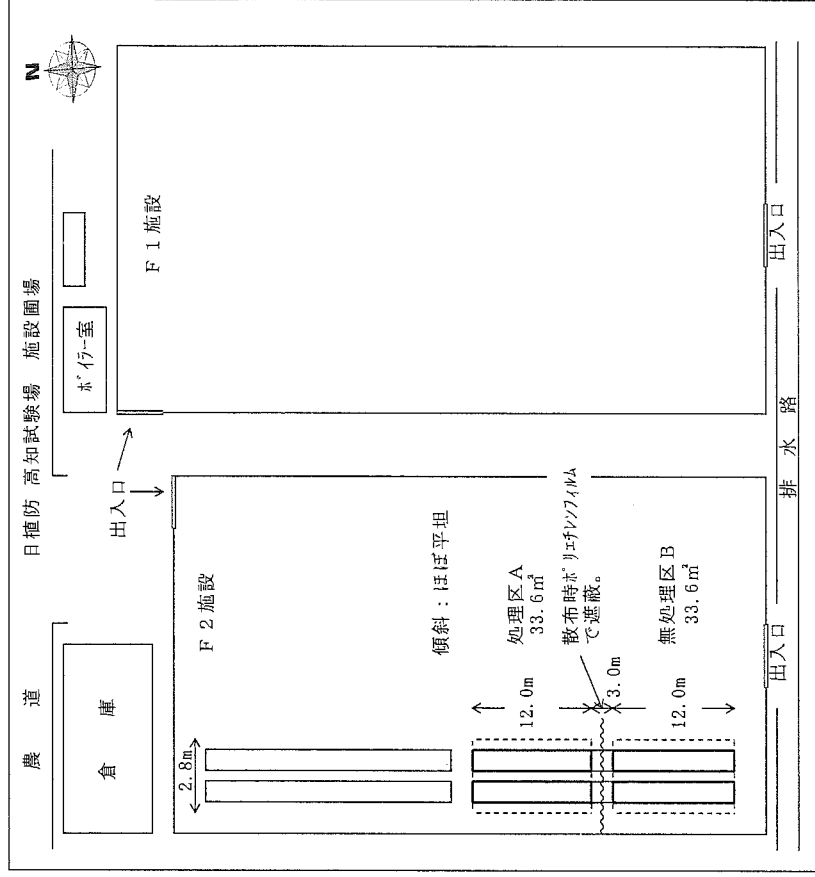 農　道
日植防 高知試験場　施設圃場
N
倉　庫
ﾎﾞｲﾗｰ室
出入口
F 2 施設
F 1 施設
2.8m
傾斜：ほぼ平坦
処理区A
33.6㎡
12.0m
散布時ﾎﾟﾘｴﾁﾚﾝﾌｨﾙﾑ
で遮蔽。
3.0m
無処理区B
33.6㎡
12.0m
出入口
出入口
排　水　路